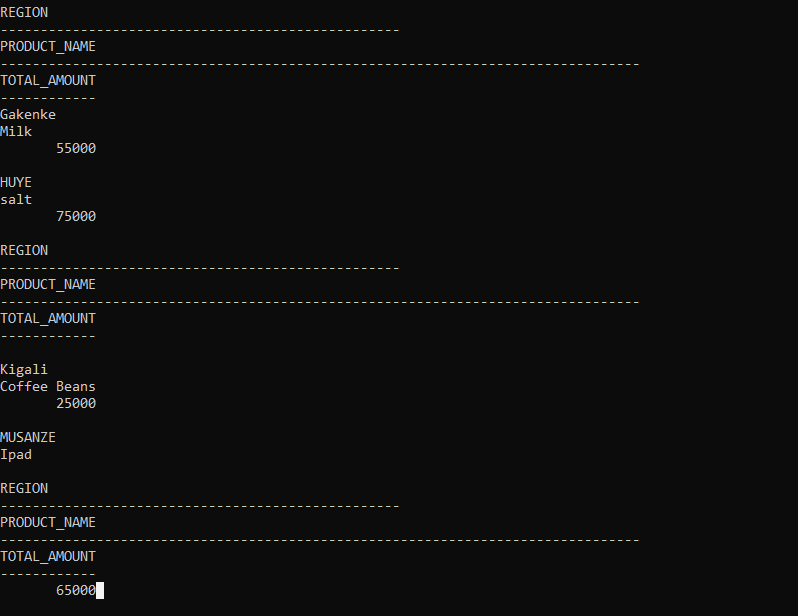 REGION
--------------------------------------------------
PRODUCT_NAME
--------------------------------------------------------------------------------
TOTAL_AMOUNT
------------
Gakenke
Milk
       55000

HUYE
salt
       75000

REGION
--------------------------------------------------
PRODUCT_NAME
--------------------------------------------------------------------------------
TOTAL_AMOUNT
------------

Kigali
Coffee Beans
       25000

MUSANZE
Ipad

REGION
--------------------------------------------------
PRODUCT_NAME
--------------------------------------------------------------------------------
TOTAL_AMOUNT
------------
       65000